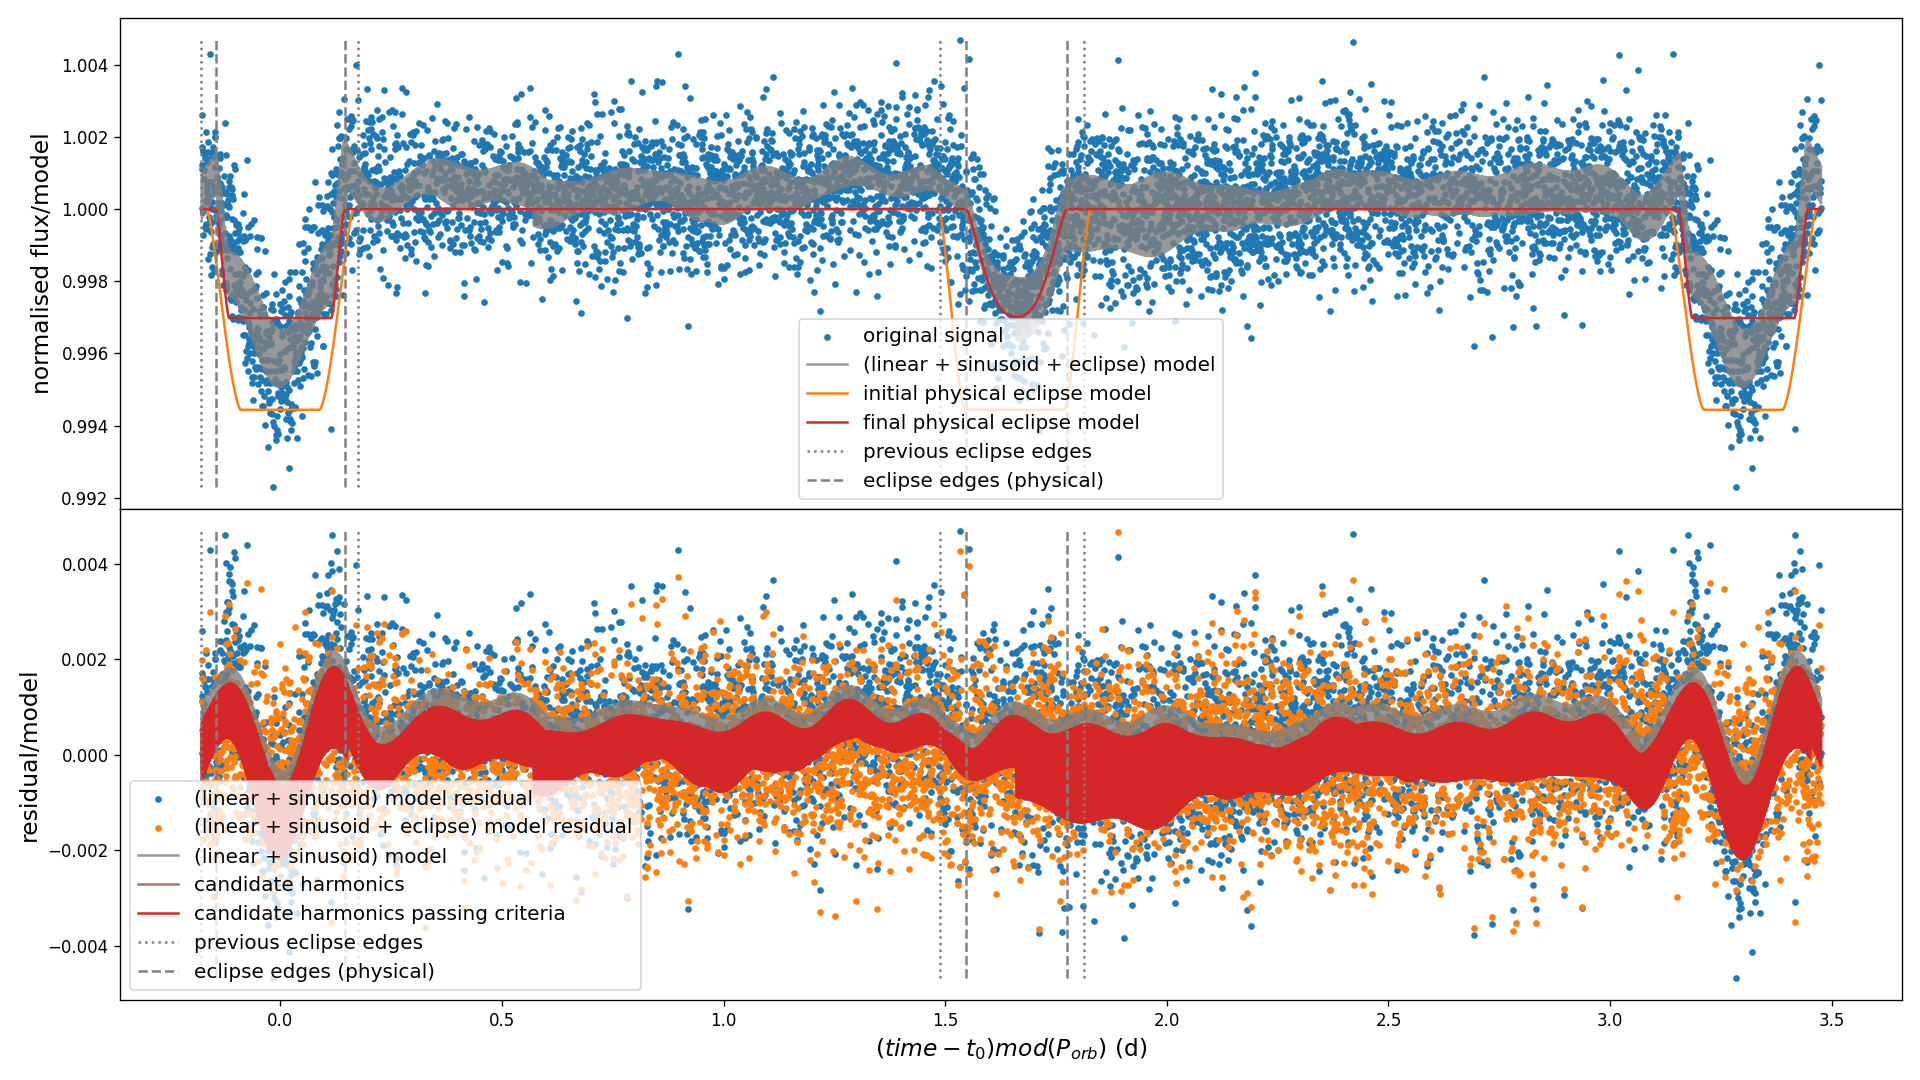 normalised flux/model
1.004
1.002
1.000
0.998
0.996
0.994
0.992
original signal
(linear + sinusoid + eclipse) model
initial physical eclipse model
final physical eclipse model
previous eclipse edges
eclipse edges (physical)
residual/model
0.004
0.002
0.000
−0.002
−0.004
(linear + sinusoid) model residual
(linear + sinusoid + eclipse) model residual
(linear + sinusoid) model
candidate harmonics
candidate harmonics passing criteria
previous eclipse edges
eclipse edges (physical)
0.0 0.5 1.0 1.5 2.0 2.5 3.0 3.5
(time − t₀)mod(P_orb) (d)